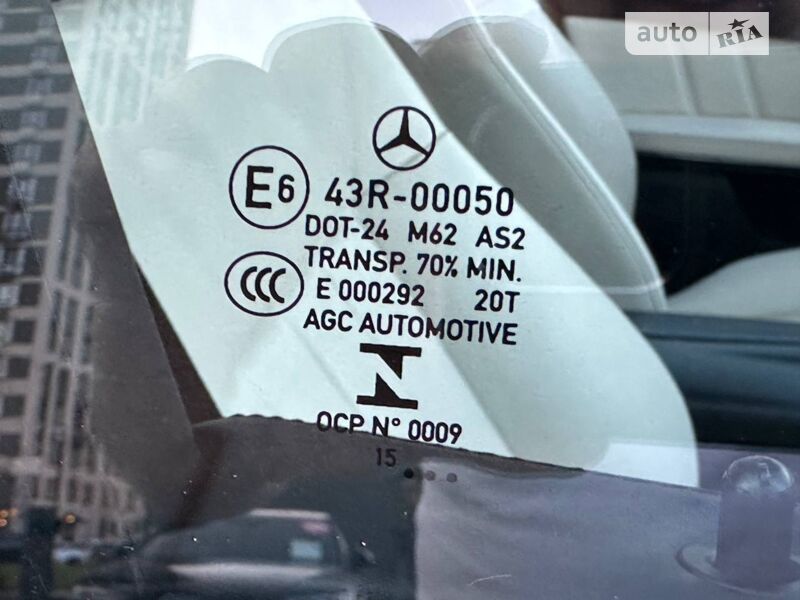 auto RIA
E6 43R-00050
DOT-24 M62 AS2
TRANSP. 70% MIN.
CCC E 000292 20T
AGC AUTOMOTIVE
N
OCP N° 0009
15